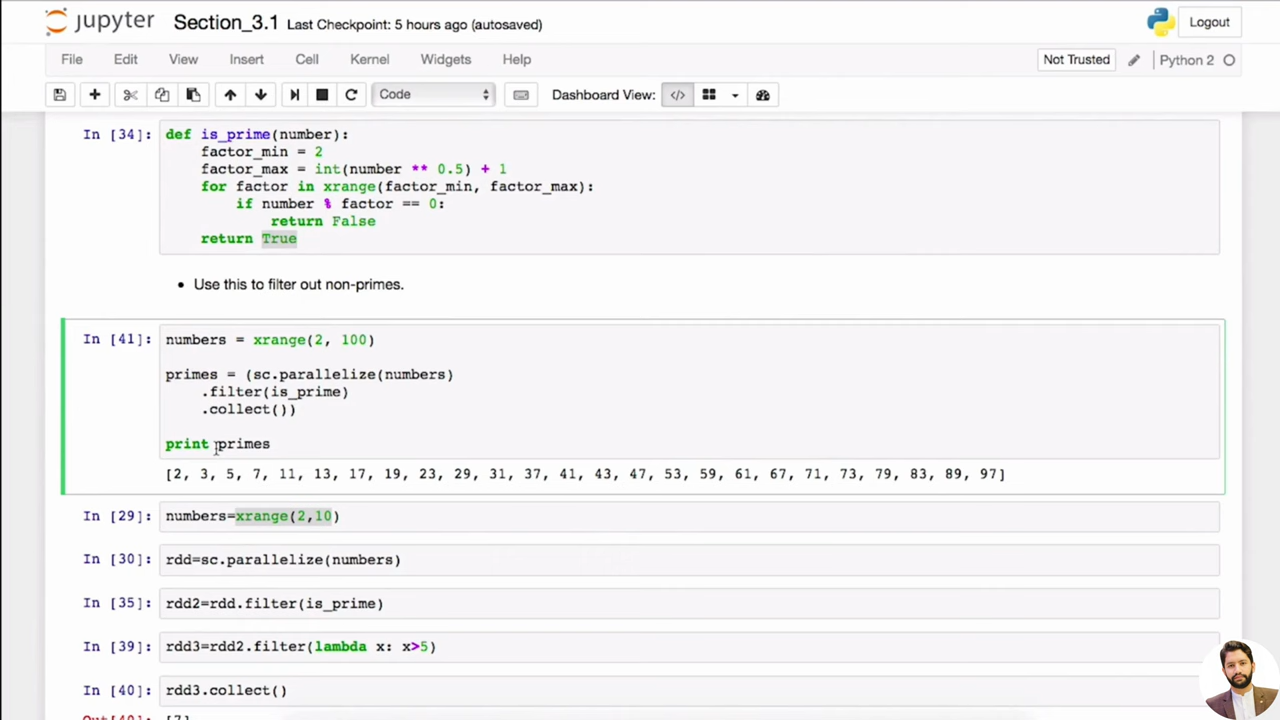 jupyter Section_3.1 Last Checkpoint: 5 hours ago (autosaved) Logout
File Edit View Insert Cell Kernel Widgets Help Not Trusted Python 2
Code Dashboard View:
In [34]: def is_prime(number):
factor_min = 2
factor_max = int(number ** 0.5) + 1
for factor in xrange(factor_min, factor_max):
if number % factor == 0:
return False
return True
• Use this to filter out non-primes.
In [41]: numbers = xrange(2, 100)
primes = (sc.parallelize(numbers)
.filter(is_prime)
.collect())
print primes
[2, 3, 5, 7, 11, 13, 17, 19, 23, 29, 31, 37, 41, 43, 47, 53, 59, 61, 67, 71, 73, 79, 83, 89, 97]
In [29]: numbers=xrange(2,10)
In [30]: rdd=sc.parallelize(numbers)
In [35]: rdd2=rdd.filter(is_prime)
In [39]: rdd3=rdd2.filter(lambda x: x>5)
In [40]: rdd3.collect()
Out[40]: [7]